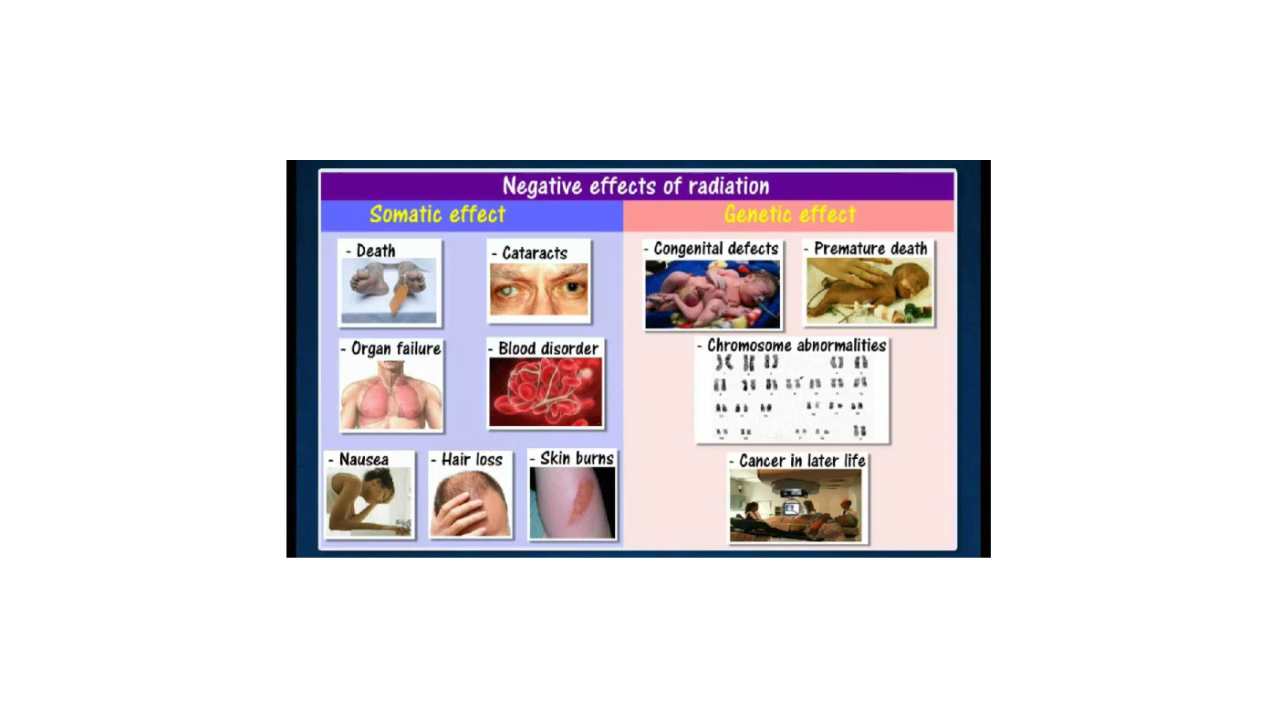 Negative effects of radiation
Somatic effect
Genetic effect
- Death
- Cataracts
- Congenital defects
- Premature death
- Organ failure
- Blood disorder
- Chromosome abnormalities
- Nausea
- Hair loss
- Skin burns
- Cancer in later life